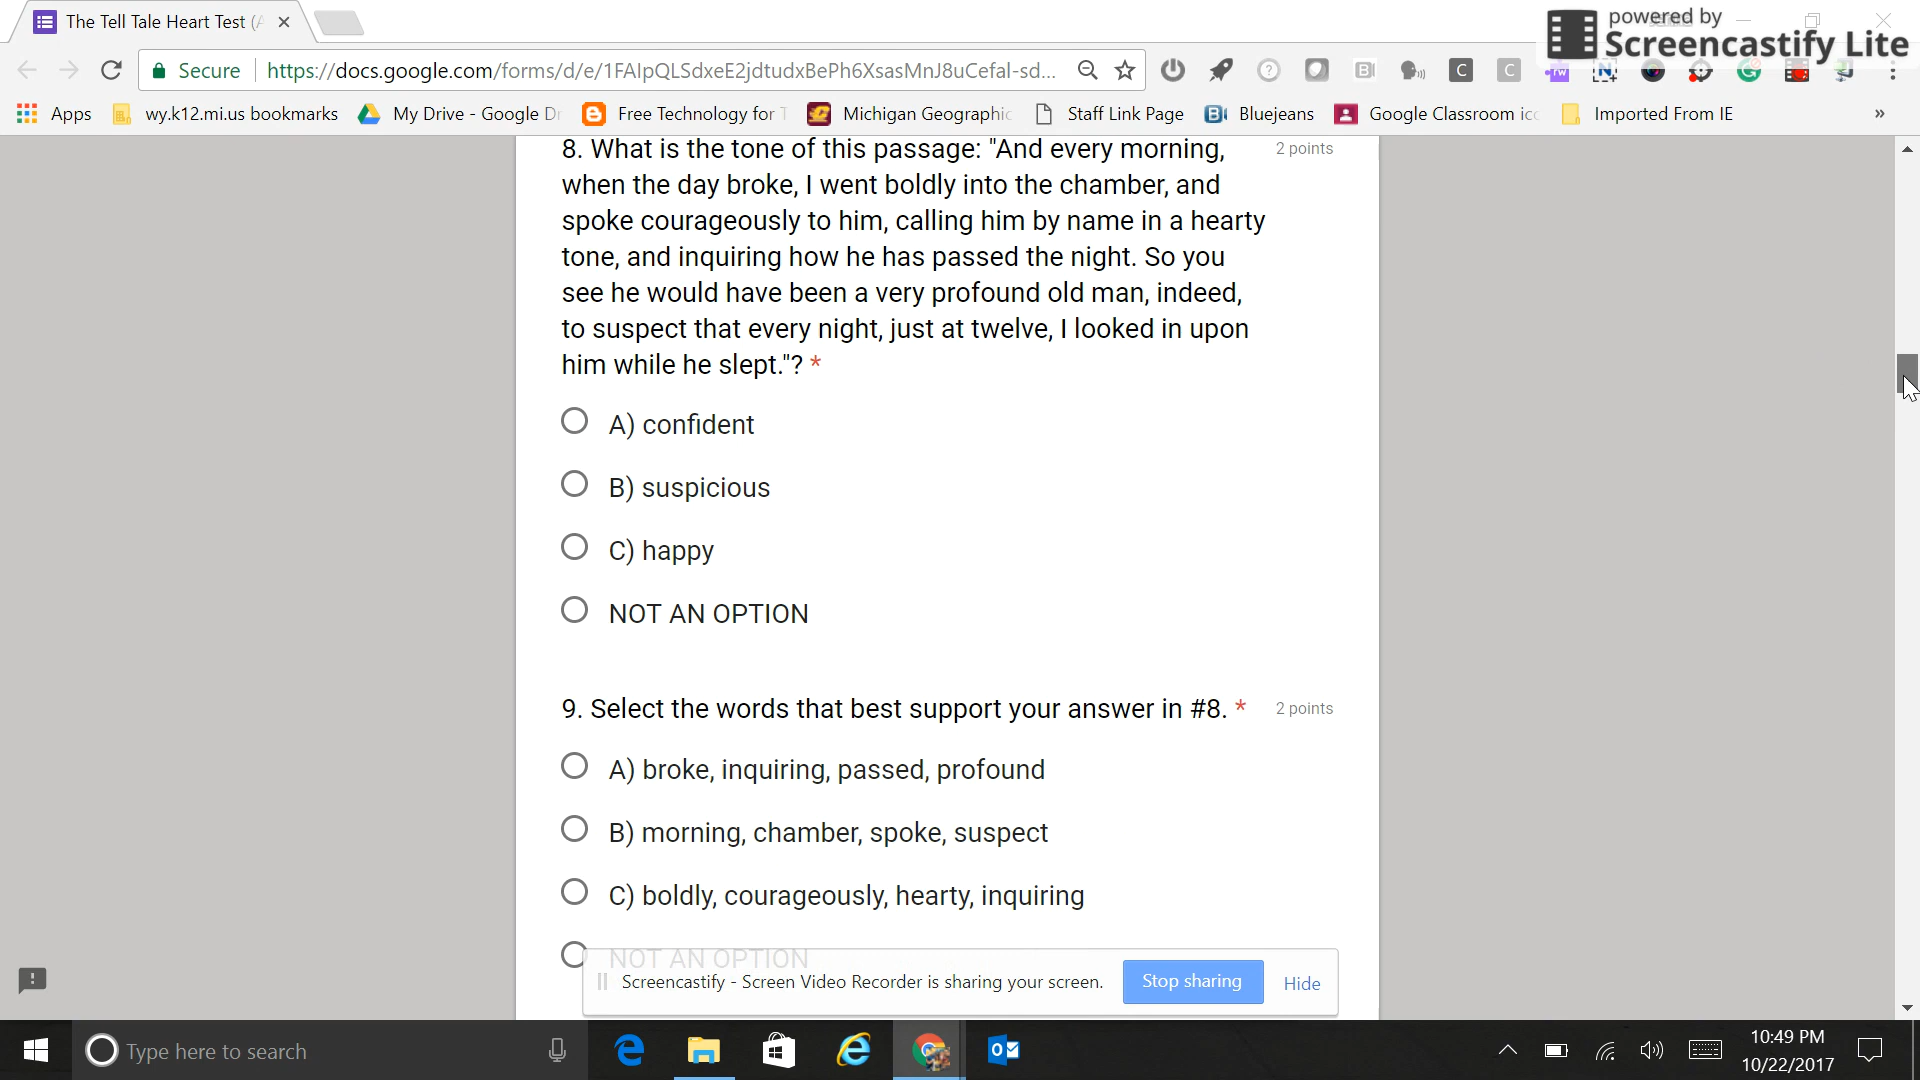 The Tell Tale Heart Test (
powered by
Screencastify Lite
Secure
https://docs.google.com/forms/d/e/1FAIpQLSdxeE2jdtudxBePh6XsasMnJ8uCefal-sd...
Apps
wy.k12.mi.us bookmarks
My Drive - Google D
Free Technology for
Michigan Geographic
Staff Link Page
Bluejeans
Google Classroom ico
Imported From IE
»
8. What is the tone of this passage: "And every morning,
2 points
when the day broke, I went boldly into the chamber, and
spoke courageously to him, calling him by name in a hearty
tone, and inquiring how he has passed the night. So you
see he would have been a very profound old man, indeed,
to suspect that every night, just at twelve, I looked in upon
him while he slept."? *
A) confident
B) suspicious
C) happy
NOT AN OPTION
9. Select the words that best support your answer in #8. *
2 points
A) broke, inquiring, passed, profound
B) morning, chamber, spoke, suspect
C) boldly, courageously, hearty, inquiring
NOT AN OPTION
Screencastify - Screen Video Recorder is sharing your screen.
Stop sharing
Hide
Type here to search
10:49 PM
10/22/2017